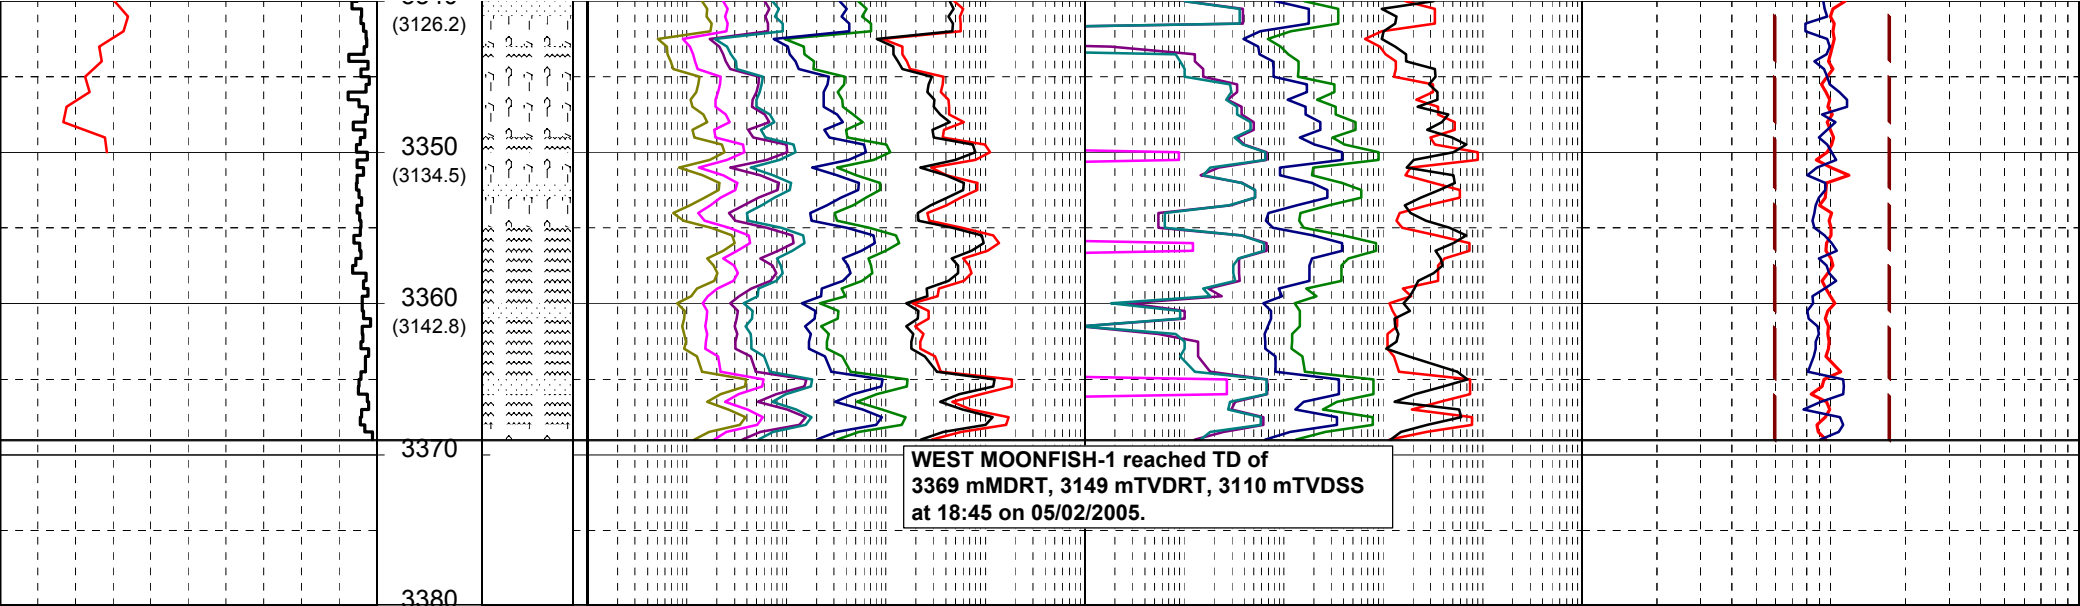 (3126.2)
3350
(3134.5)
3360
(3142.8)
3370
WEST MOONFISH-1 reached TD of
3369 mMDRT, 3149 mTVDRT, 3110 mTVDSS
at 18:45 on 05/02/2005.
3380